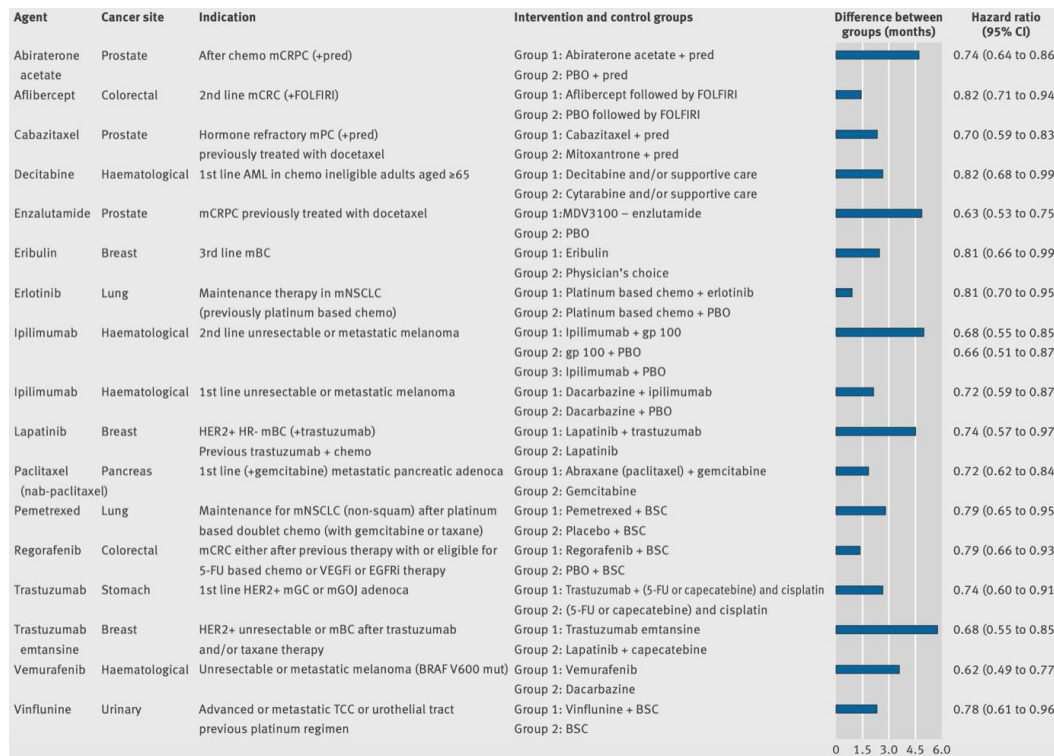 Agent Cancer site Indication Intervention and control groups Difference between groups (months) Hazard ratio (95% CI)
Abiraterone Prostate After chemo mCRPC (+pred) Group 1: Abiraterone acetate + pred 0.74 (0.64 to 0.86
acetate Group 2: PBO + pred
Aflibercept Colorectal 2nd line mCRC (+FOLFIRI) Group 1: Aflibercept followed by FOLFIRI 0.82 (0.71 to 0.94
Group 2: PBO followed by FOLFIRI
Cabazitaxel Prostate Hormone refractory mPC (+pred) Group 1: Cabazitaxel + pred 0.70 (0.59 to 0.83
previously treated with docetaxel Group 2: Mitoxantrone + pred
Decitabine Haematological 1st line AML in chemo ineligible adults aged ≥65 Group 1: Decitabine and/or supportive care 0.82 (0.68 to 0.99
Group 2: Cytarabine and/or supportive care
Enzalutamide Prostate mCRPC previously treated with docetaxel Group 1:MDV3100 – enzlutamide 0.63 (0.53 to 0.75
Group 2: PBO
Eribulin Breast 3rd line mBC Group 1: Eribulin 0.81 (0.66 to 0.99
Group 2: Physician's choice
Erlotinib Lung Maintenance therapy in mNSCLC Group 1: Platinum based chemo + erlotinib 0.81 (0.70 to 0.95
(previously platinum based chemo) Group 2: Platinum based chemo + PBO
Ipilimumab Haematological 2nd line unresectable or metastatic melanoma Group 1: Ipilimumab + gp 100 0.68 (0.55 to 0.85
Group 2: gp 100 + PBO 0.66 (0.51 to 0.87
Group 3: Ipilimumab + PBO
Ipilimumab Haematological 1st line unresectable or metastatic melanoma Group 1: Dacarbazine + ipilimumab 0.72 (0.59 to 0.87
Group 2: Dacarbazine + PBO
Lapatinib Breast HER2+ HR- mBC (+trastuzumab) Group 1: Lapatinib + trastuzumab 0.74 (0.57 to 0.97
Previous trastuzumab + chemo Group 2: Lapatinib
Paclitaxel Pancreas 1st line (+gemcitabine) metastatic pancreatic adenoca Group 1: Abraxane (paclitaxel) + gemcitabine 0.72 (0.62 to 0.84
(nab-paclitaxel) Group 2: Gemcitabine
Pemetrexed Lung Maintenance for mNSCLC (non-squam) after platinum Group 1: Pemetrexed + BSC 0.79 (0.65 to 0.95
based doublet chemo (with gemcitabine or taxane) Group 2: Placebo + BSC
Regorafenib Colorectal mCRC either after previous therapy with or eligible for Group 1: Regorafenib + BSC 0.79 (0.66 to 0.93
5-FU based chemo or VEGFi or EGFRi therapy Group 2: PBO + BSC
Trastuzumab Stomach 1st line HER2+ mGC or mGOJ adenoca Group 1: Trastuzumab + (5-FU or capecatebine) and cisplatin 0.74 (0.60 to 0.91
Group 2: (5-FU or capecatebine) and cisplatin
Trastuzumab Breast HER2+ unresectable or mBC after trastuzumab Group 1: Trastuzumab emtansine 0.68 (0.55 to 0.85
emtansine and/or taxane therapy Group 2: Lapatinib + capecatebine
Vemurafenib Haematological Unresectable or metastatic melanoma (BRAF V600 mut) Group 1: Vemurafenib 0.62 (0.49 to 0.77
Group 2: Dacarbazine
Vinflunine Urinary Advanced or metastatic TCC or urothelial tract Group 1: Vinflunine + BSC 0.78 (0.61 to 0.96
previous platinum regimen Group 2: BSC
0 1.5 3.0 4.5 6.0